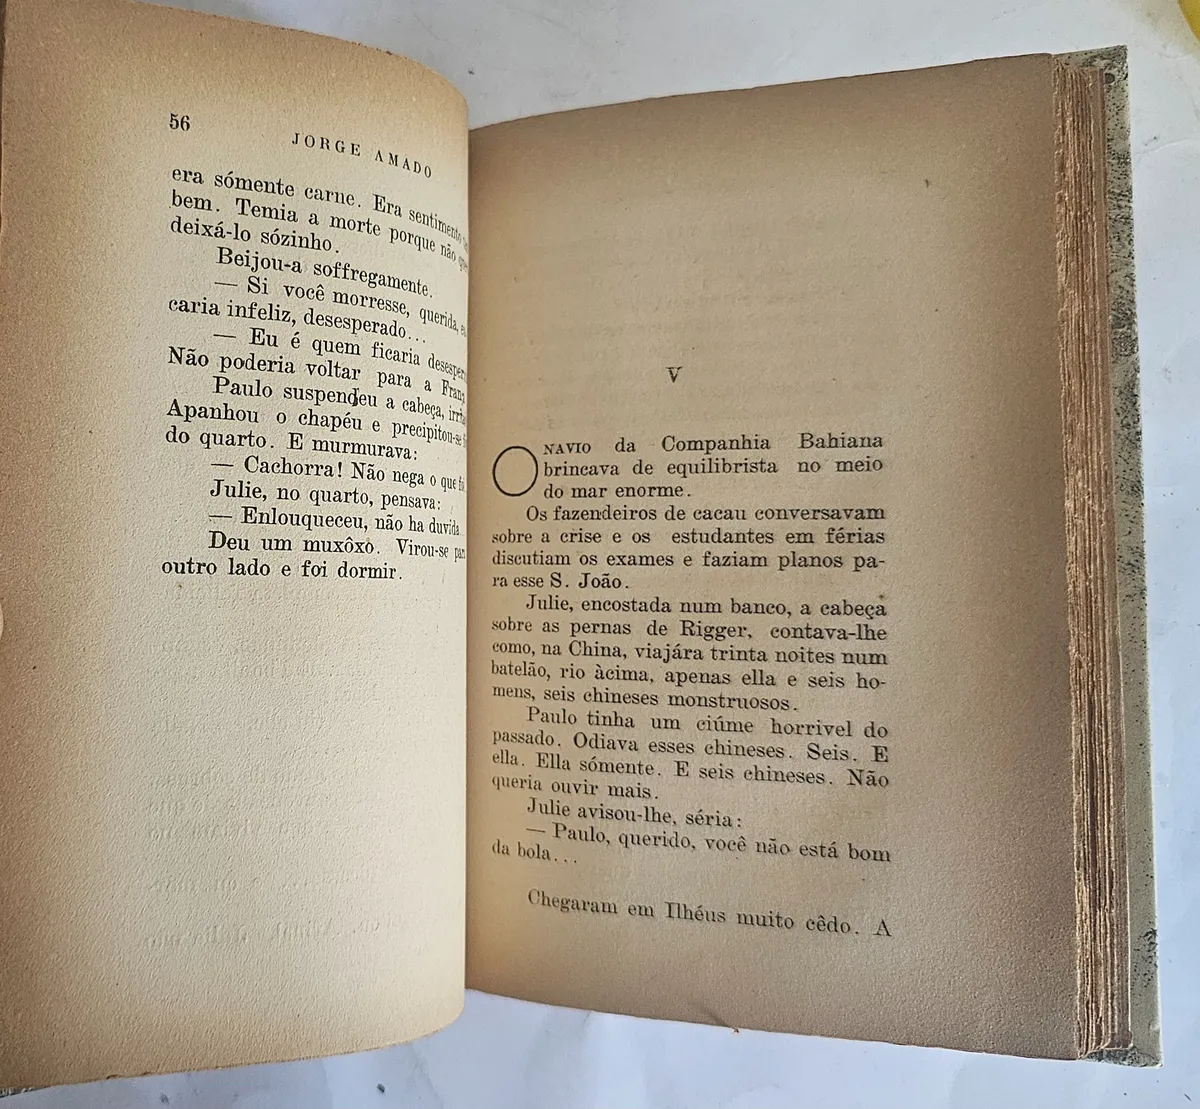 56
JORGE AMADO
era sómente carne. Era sentimento
bem. Temia a morte porque não
deixá-lo sózinho.
Beijou-a soffregamente.
— Si você morresse, querida,
caria infeliz, desesperado...
— Eu é quem ficaria
Não poderia voltar para a
Paulo suspendeu a cabeça,
Apanhou o chapéu e precipitou-se
do quarto. E murmurava:
— Cachorra! Não nega o que
Julie, no quarto, pensava:
— Enlouqueceu, não ha duvida
Deu um muxôxo. Virou-se
outro lado e foi dormir.
V
O NAVIO da Companhia Bahiana
brincava de equilibrista no meio
do mar enorme.
Os fazendeiros de cacau conversavam
sobre a crise e os estudantes em férias
discutiam os exames e faziam planos pa-
ra esse S. João.
Julie, encostada num banco, a cabeça
sobre as pernas de Rigger, contava-lhe
como, na China, viajára trinta noites num
batelão, rio àcima, apenas ella e seis ho-
mens, seis chineses monstruosos.
Paulo tinha um ciúme horrivel do
passado. Odiava esses chineses. Seis. E
ella. Ella sómente. E seis chineses. Não
queria ouvir mais.
Julie avisou-lhe, séria:
— Paulo, querido, você não está bom
da bola...
Chegaram em Ilhéus muito cêdo. A